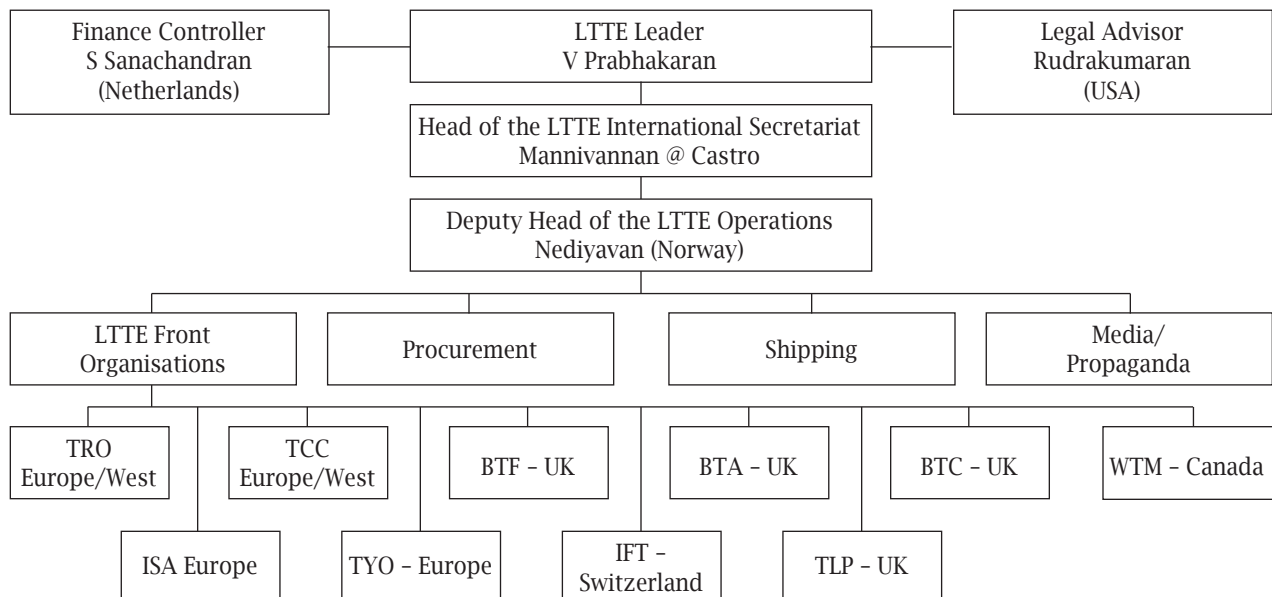 Finance Controller
S Sanachandran
(Netherlands)
LTTE Leader
V Prabhakaran
Legal Advisor
Rudrakumaran
(USA)
Head of the LTTE International Secretariat
Mannivannan @ Castro
Deputy Head of the LTTE Operations
Nediyavan (Norway)
LTTE Front
Organisations
Procurement
Shipping
Media/
Propaganda
TRO
Europe/West
TCC
Europe/West
BTF – UK
BTA – UK
BTC – UK
WTM – Canada
ISA Europe
TYO – Europe
IFT –
Switzerland
TLP – UK